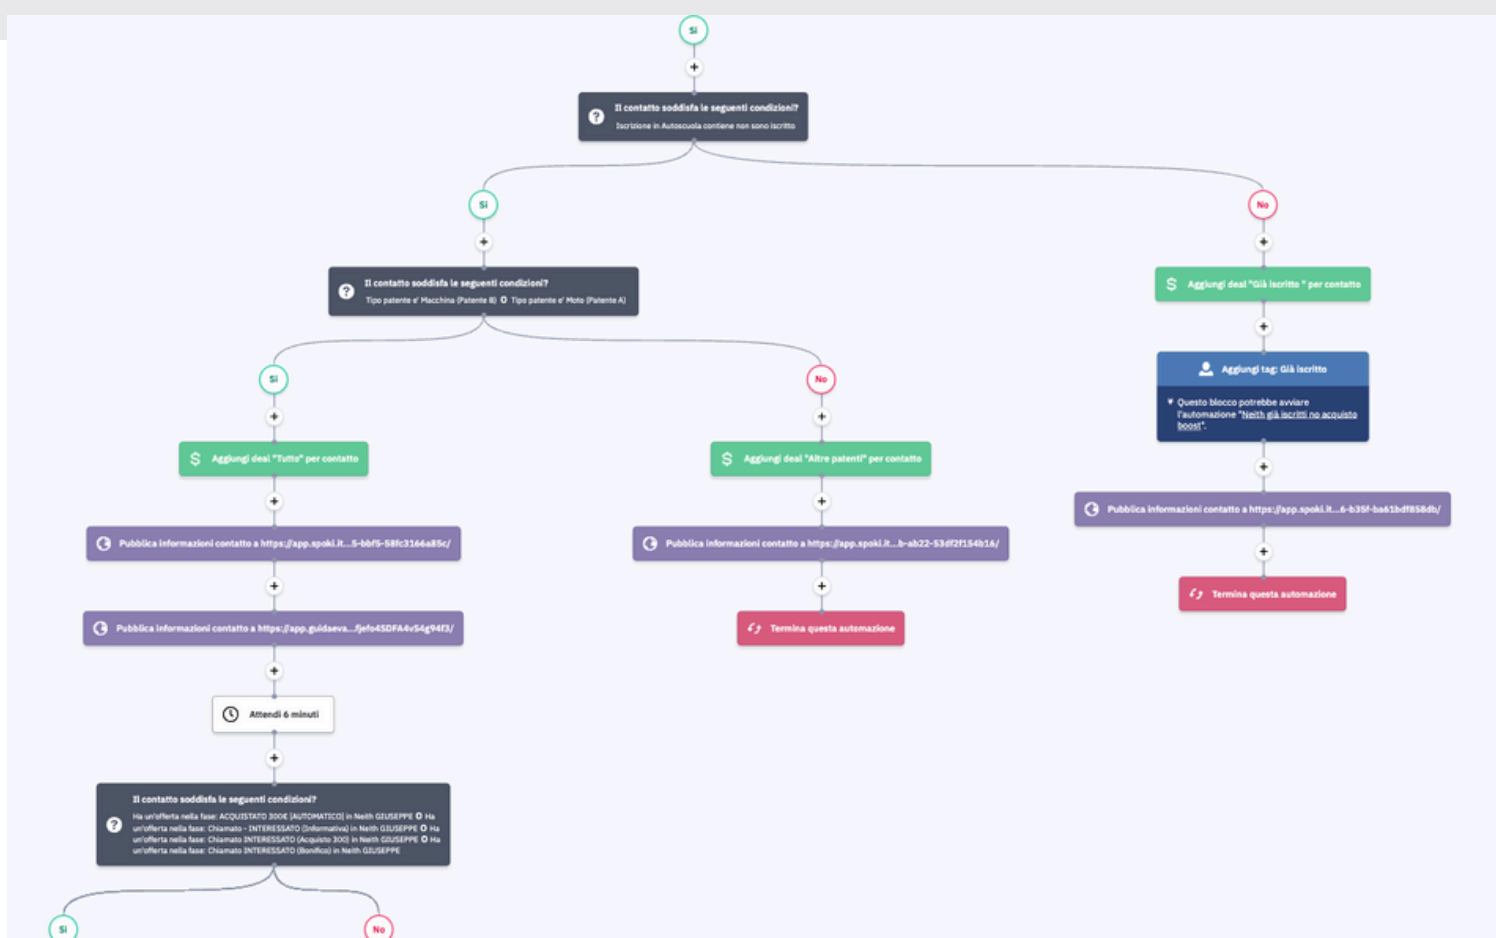 Si
Il contatto soddisfa le seguenti condizioni?
Iscrizione in Autoscuola contiene non sono iscritto
Si
No
Il contatto soddisfa le seguenti condizioni?
Tipo patente e' Macchina (Patente B) O Tipo patente e' Moto (Patente A)
Aggiungi deal "Già iscritto " per contatto
Si
No
Aggiungi tag: Già iscritto
Questo blocco potrebbe avviare
l'automazione "Neith già iscritti no acquisto
boost".
Aggiungi deal "Tutto" per contatto
Aggiungi deal "Altre patenti" per contatto
Pubblica informazioni contatto a https://app.spoki.it...6-b35f-ba61bdf858db/
Pubblica informazioni contatto a https://app.spoki.it...5-bbf5-58fc3166a85c/
Pubblica informazioni contatto a https://app.spoki.it...b-ab22-53df2f154b16/
Termina questa automazione
Pubblica informazioni contatto a https://app.guidaeva...fjefo45DFA4v54g94f3/
Termina questa automazione
Attendi 6 minuti
Il contatto soddisfa le seguenti condizioni?
Ha un'offerta nella fase: ACQUISTATO 300€ [AUTOMATICO] in Neith GIUSEPPE O Ha
un'offerta nella fase: Chiamato - INTERESSATO (Informativa) in Neith GIUSEPPE O Ha
un'offerta nella fase: Chiamato INTERESSATO (Acquisto 300) in Neith GIUSEPPE O Ha
un'offerta nella fase: Chiamato INTERESSATO (Bonifico) in Neith GIUSEPPE
Si
No